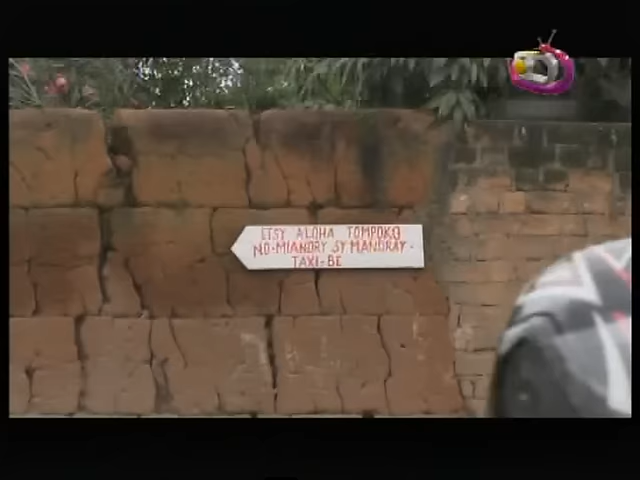 ETSY ALOHA TOMPOKO
NO-MIANDRY SY MANDRAY-
TAXI-BE